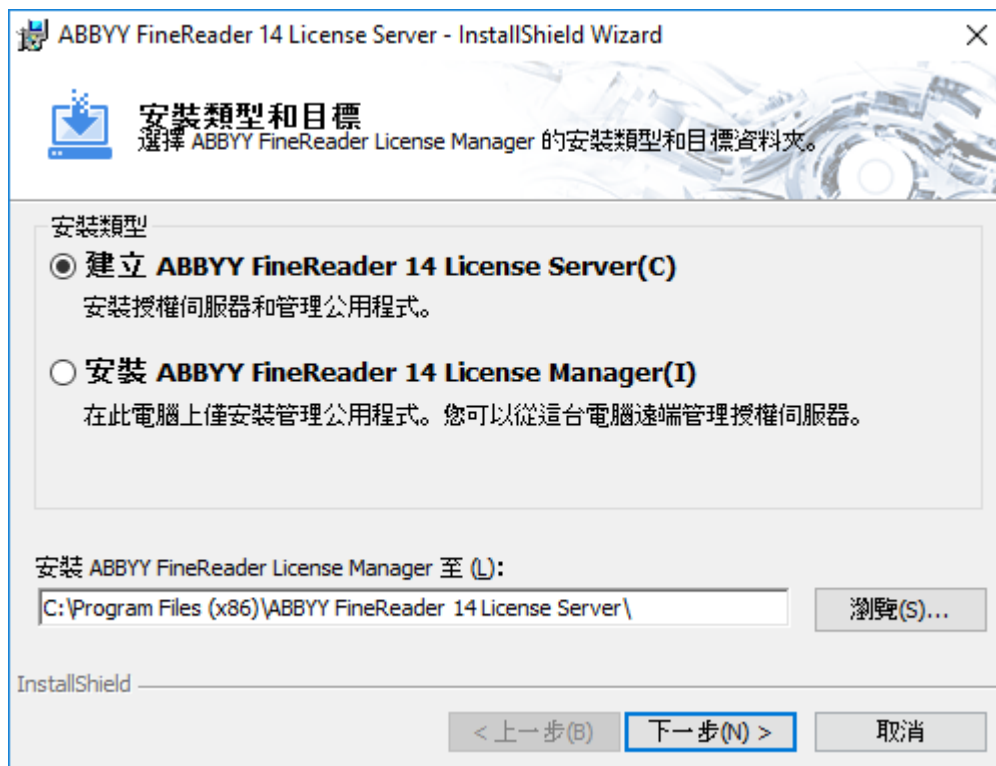 ABBYY FineReader 14 License Server - InstallShield Wizard
安裝類型和目標
選擇 ABBYY FineReader License Manager 的安裝類型和目標資料夾。
安裝類型
建立 ABBYY FineReader 14 License Server(C)
安裝授權伺服器和管理公用程式。
安裝 ABBYY FineReader 14 License Manager(I)
在此電腦上僅安裝管理公用程式。您可以從這台電腦遠端管理授權伺服器。
安裝 ABBYY FineReader License Manager 至 (L):
C:\Program Files (x86)\ABBYY FineReader 14 License Server\
瀏覽(S)...
InstallShield
< 上一步(B) 下一步(N) > 取消